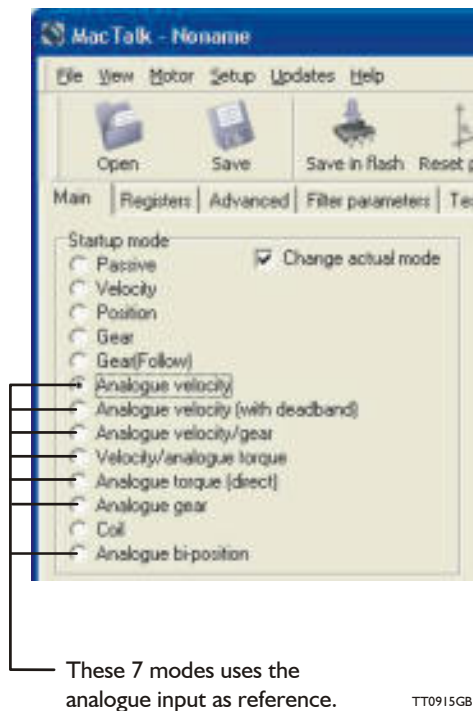 MacTalk - Noname
File View Motor Setup Updates Help
Open Save Save in flash Reset
Main Registers Advanced Filter parameters
Startup mode
Change actual mode
Passive
Velocity
Position
Gear
Gear(Follow)
Analogue velocity
Analogue velocity (with deadband)
Analogue velocity/gear
Velocity/analogue torque
Analogue torque (direct)
Analogue gear
Coil
Analogue bi-position
These 7 modes uses the
analogue input as reference.
TT0915GB